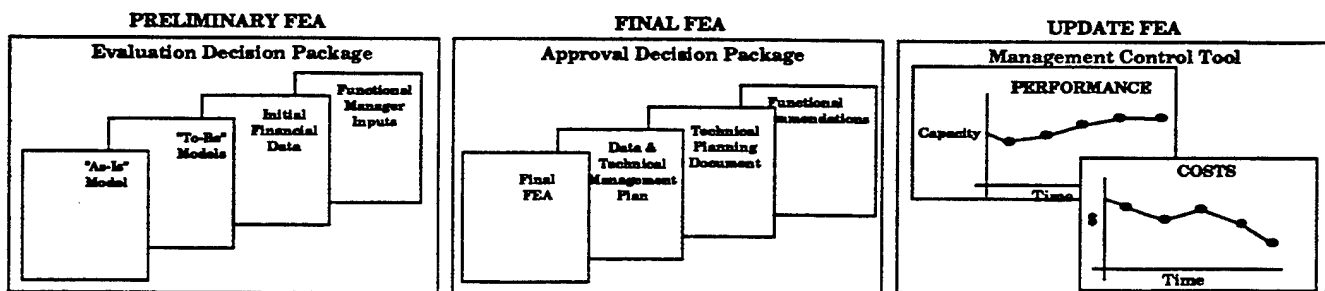 PRELIMINARY FEA
Evaluation Decision Package
"As-Is"
Model
"To-Be"
Models
Initial
Financial
Data
Functional
Manager
Inputs
FINAL FEA
Approval Decision Package
Final
FEA
Data &
Technical
Management
Plan
Technical
Planning
Document
Functional
mmendations
UPDATE FEA
Management Control Tool
PERFORMANCE
Capacity
Time
COSTS
$
Time